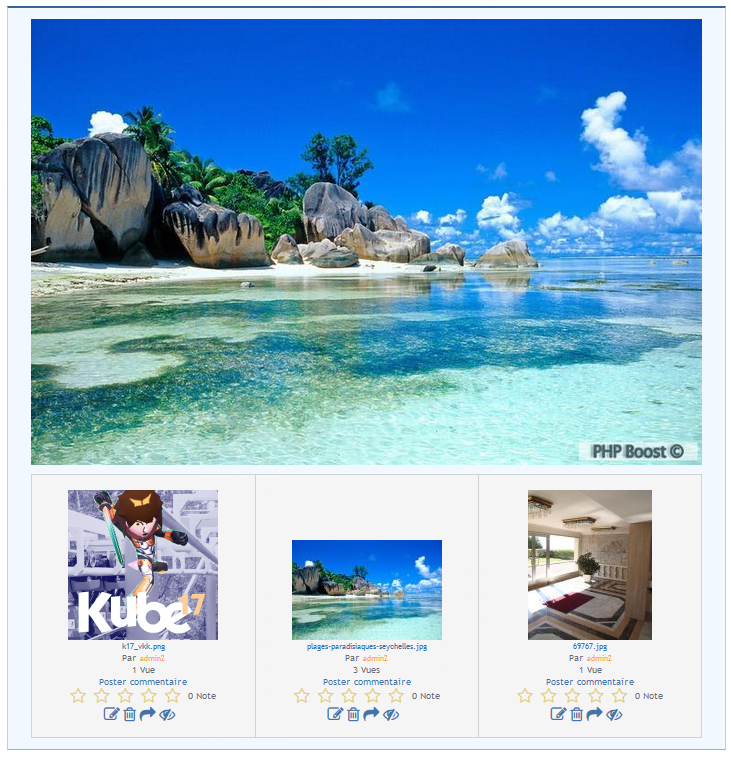 PHP Boost ©
Kube 17
k17_vkk.png
Par admin2
1 Vue
Poster commentaire
0 Note
plages-paradisiaques-seychelles.jpg
Par admin2
3 Vues
Poster commentaire
0 Note
69767.jpg
Par admin2
1 Vue
Poster commentaire
0 Note